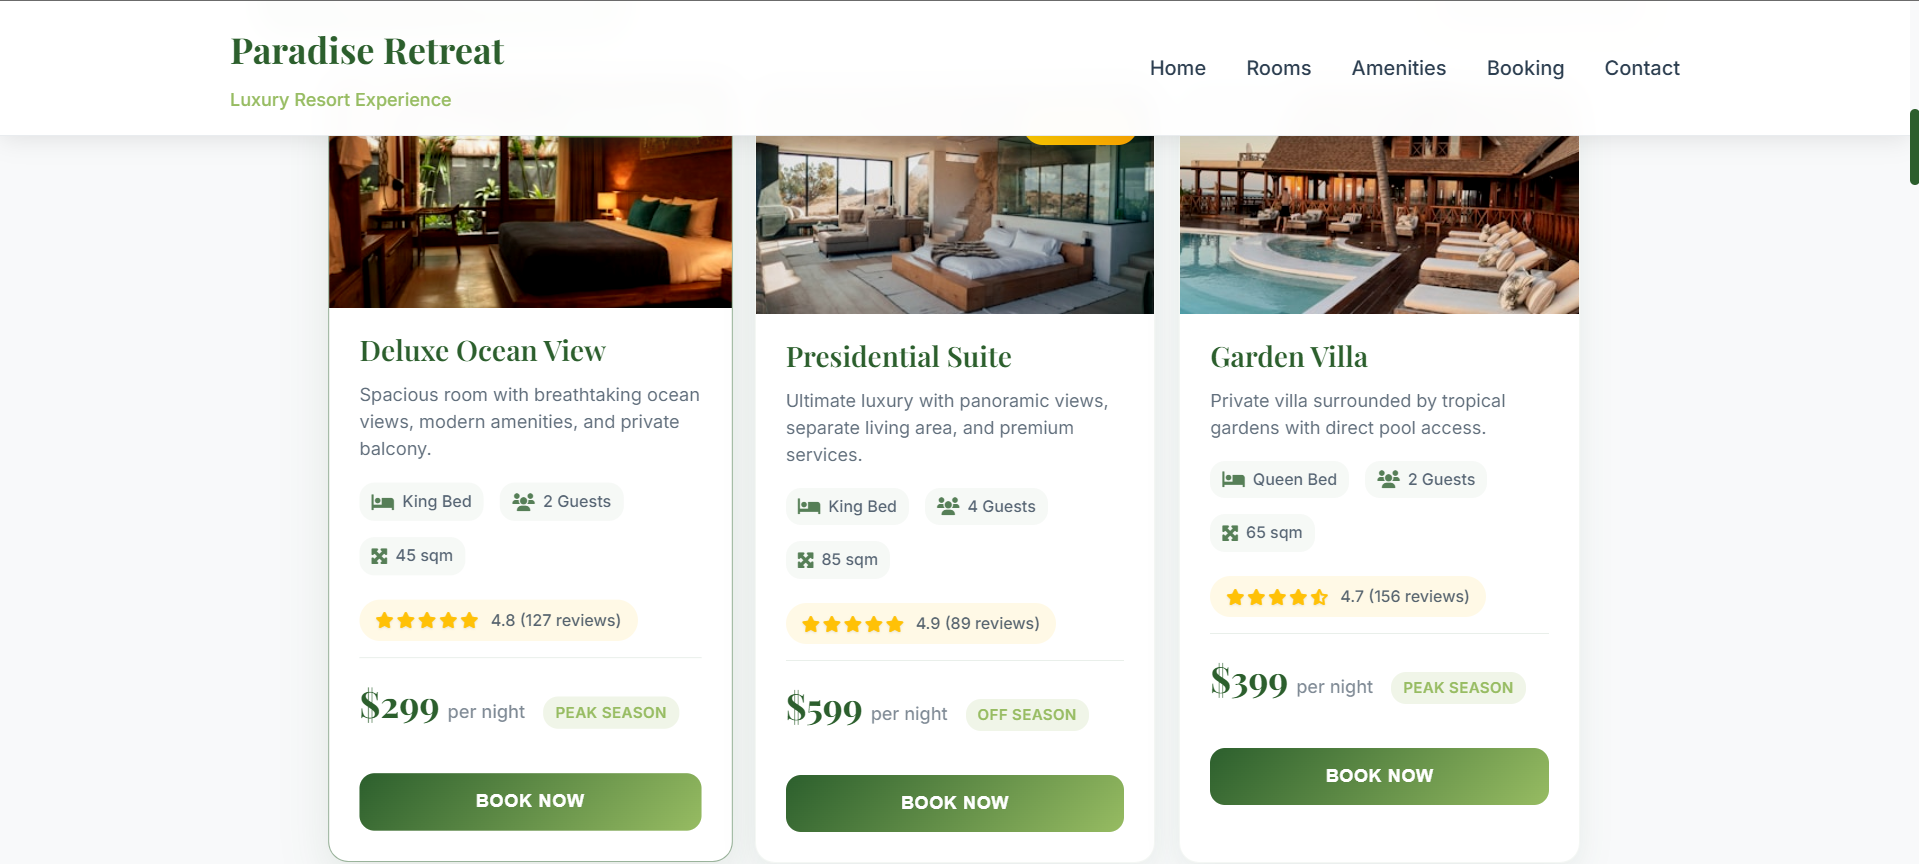 Paradise Retreat
Luxury Resort Experience
Home Rooms Amenities Booking Contact
Deluxe Ocean View
Spacious room with breathtaking ocean
views, modern amenities, and private
balcony.
King Bed 2 Guests
45 sqm
4.8 (127 reviews)
$299 per night PEAK SEASON
BOOK NOW
Presidential Suite
Ultimate luxury with panoramic views,
separate living area, and premium
services.
King Bed 4 Guests
85 sqm
4.9 (89 reviews)
$599 per night OFF SEASON
BOOK NOW
Garden Villa
Private villa surrounded by tropical
gardens with direct pool access.
Queen Bed 2 Guests
65 sqm
4.7 (156 reviews)
$399 per night PEAK SEASON
BOOK NOW